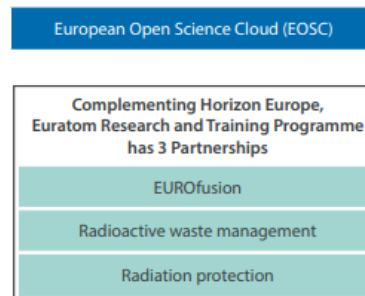 European Open Science Cloud (EOSC)
Complementing Horizon Europe,
Euratom Research and Training Programme
has 3 Partnerships
EUROfusion
Radioactive waste management
Radiation protection